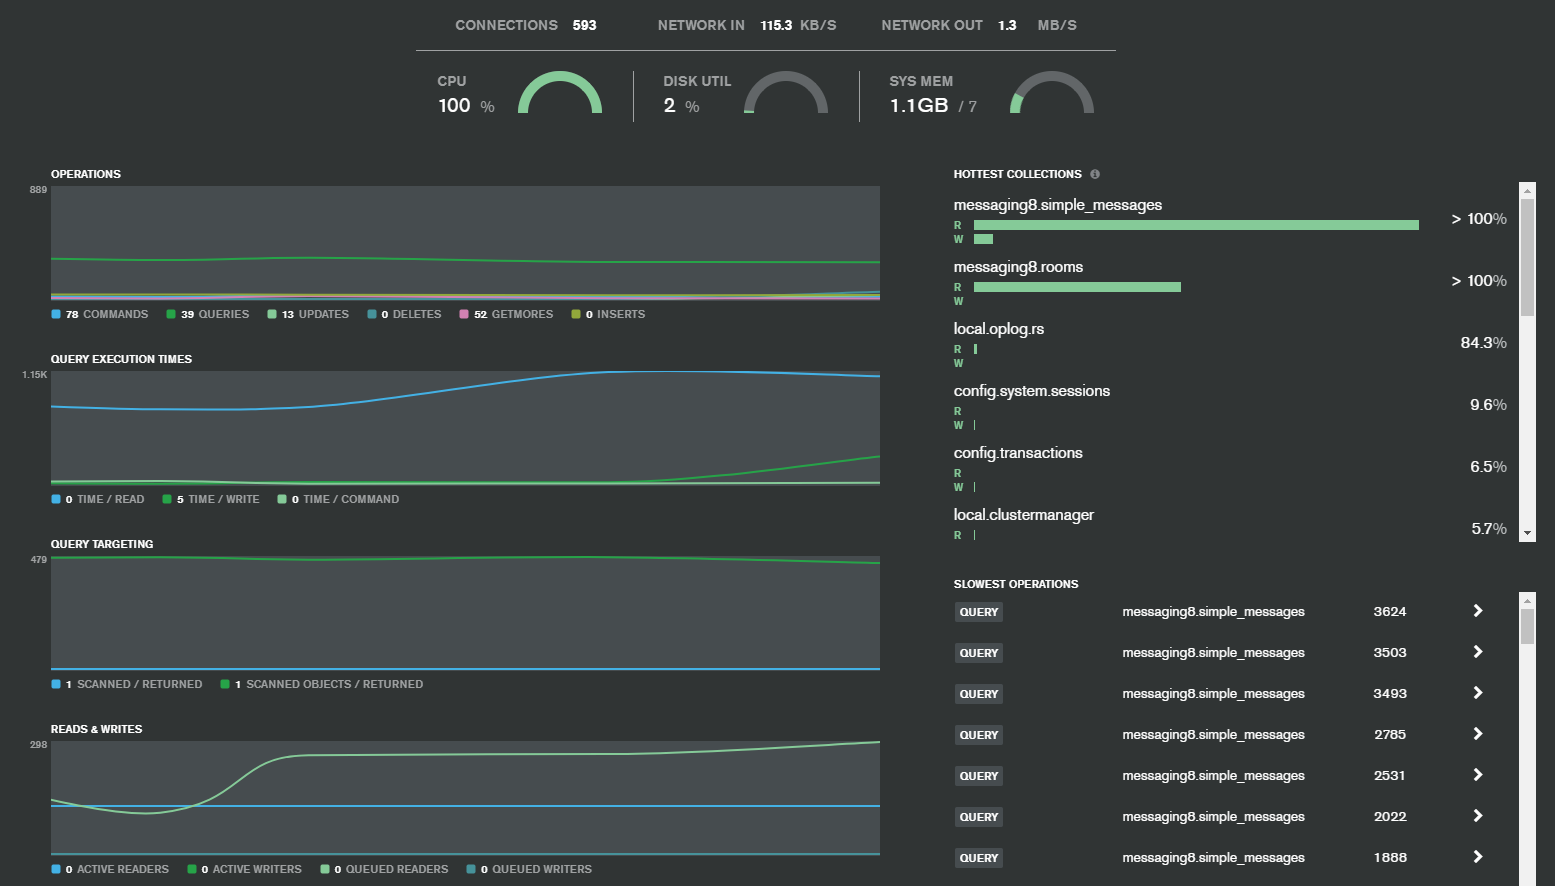 CONNECTIONS 593 NETWORK IN 115.3 KB/S NETWORK OUT 1.3 MB/S
CPU
100 %
DISK UTIL
2 %
SYS MEM
1.1GB / 7
OPERATIONS
889
78 COMMANDS 39 QUERIES 13 UPDATES 0 DELETES 52 GETMORES 0 INSERTS
QUERY EXECUTION TIMES
1.15K
0 TIME / READ 5 TIME / WRITE 0 TIME / COMMAND
QUERY TARGETING
479
1 SCANNED / RETURNED 1 SCANNED OBJECTS / RETURNED
READS & WRITES
298
0 ACTIVE READERS 0 ACTIVE WRITERS 0 QUEUED READERS 0 QUEUED WRITERS
HOTTEST COLLECTIONS i
messaging8.simple_messages
R
W
> 100%
messaging8.rooms
R
W
> 100%
local.oplog.rs
R
W
84.3%
config.system.sessions
R
W
9.6%
config.transactions
R
W
6.5%
local.clustermanager
R
5.7%
SLOWEST OPERATIONS
QUERY messaging8.simple_messages 3624
QUERY messaging8.simple_messages 3503
QUERY messaging8.simple_messages 3493
QUERY messaging8.simple_messages 2785
QUERY messaging8.simple_messages 2531
QUERY messaging8.simple_messages 2022
QUERY messaging8.simple_messages 1888